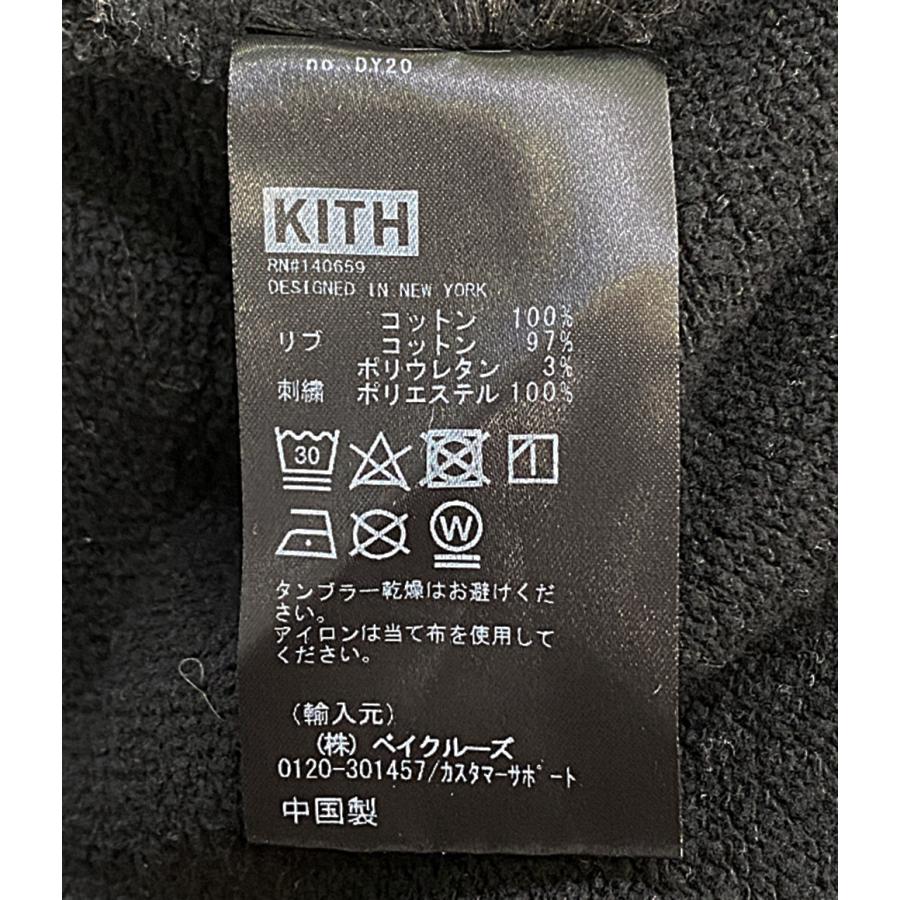 no. DY20
KITH
RN#140659
DESIGNED IN NEW YORK
コットン 100%
リブ コットン 97%
ポリウレタン 3%
刺繍 ポリエステル 100%
30
W
タンブラー乾燥はお避けくだ
さい。
アイロンは当て布を使用して
ください。
（輸入元）
（株）ベイクルーズ
0120-301457/カスタマーサポート
中国製